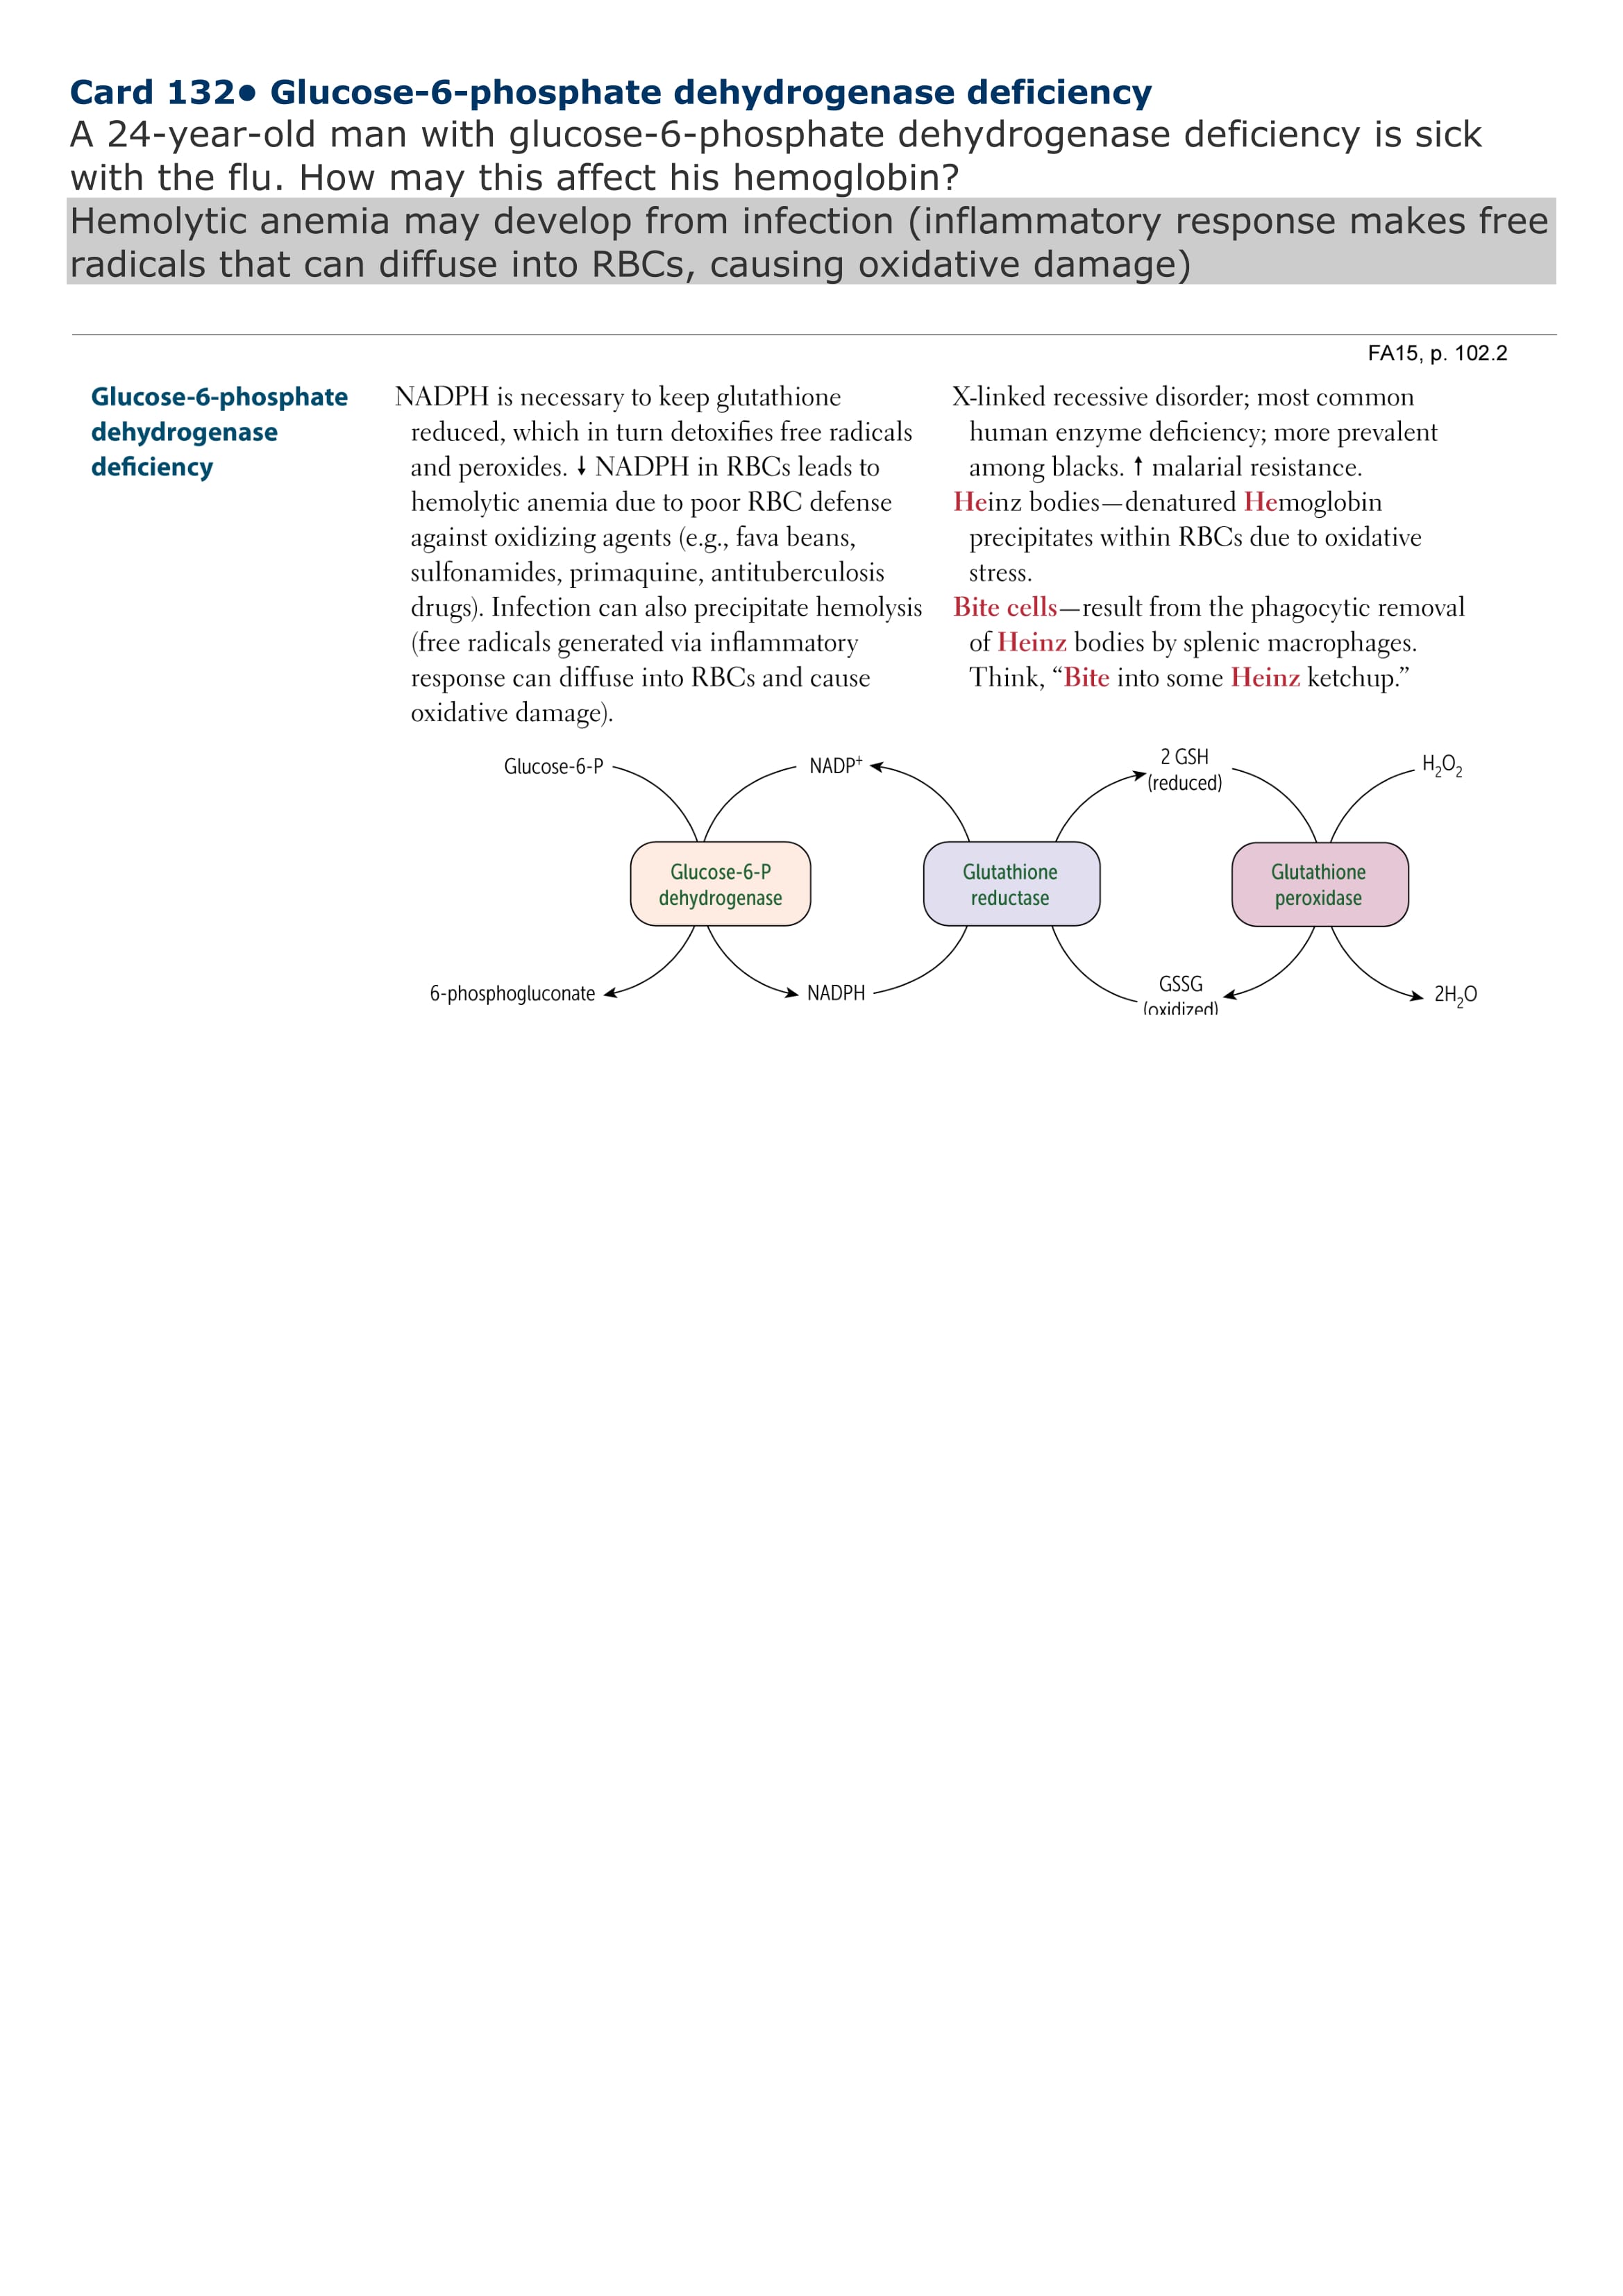 Card 132• Glucose-6-phosphate dehydrogenase deficiency
A 24-year-old man with glucose-6-phosphate dehydrogenase deficiency is sick
with the flu. How may this affect his hemoglobin?
Hemolytic anemia may develop from infection (inflammatory response makes free
radicals that can diffuse into RBCs, causing oxidative damage)
FA15, p. 102.2
Glucose-6-phosphate
dehydrogenase
deficiency
NADPH is necessary to keep glutathione
reduced, which in turn detoxifies free radicals
and peroxides. ↓ NADPH in RBCs leads to
hemolytic anemia due to poor RBC defense
against oxidizing agents (e.g., fava beans,
sulfonamides, primaquine, antituberculosis
drugs). Infection can also precipitate hemolysis
(free radicals generated via inflammatory
response can diffuse into RBCs and cause
oxidative damage).
X-linked recessive disorder; most common
human enzyme deficiency; more prevalent
among blacks. ↑ malarial resistance.
Heinz bodies—denatured Hemoglobin
precipitates within RBCs due to oxidative
stress.
Bite cells—result from the phagocytic removal
of Heinz bodies by splenic macrophages.
Think, “Bite into some Heinz ketchup.”
Glucose-6-P
NADP⁺
2 GSH
(reduced)
H₂O₂
Glucose-6-P
dehydrogenase
Glutathione
reductase
Glutathione
peroxidase
6-phosphogluconate
NADPH
GSSG
(oxidized)
2H₂O